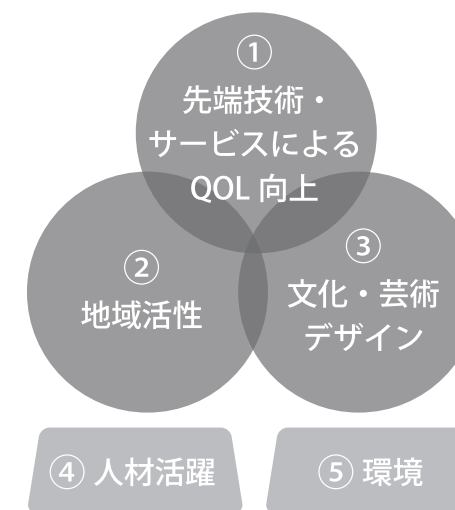 ①
先端技術・
サービスによる
QOL 向上
②
地域活性
③
文化・芸術
デザイン
④ 人材活躍
⑤ 環境